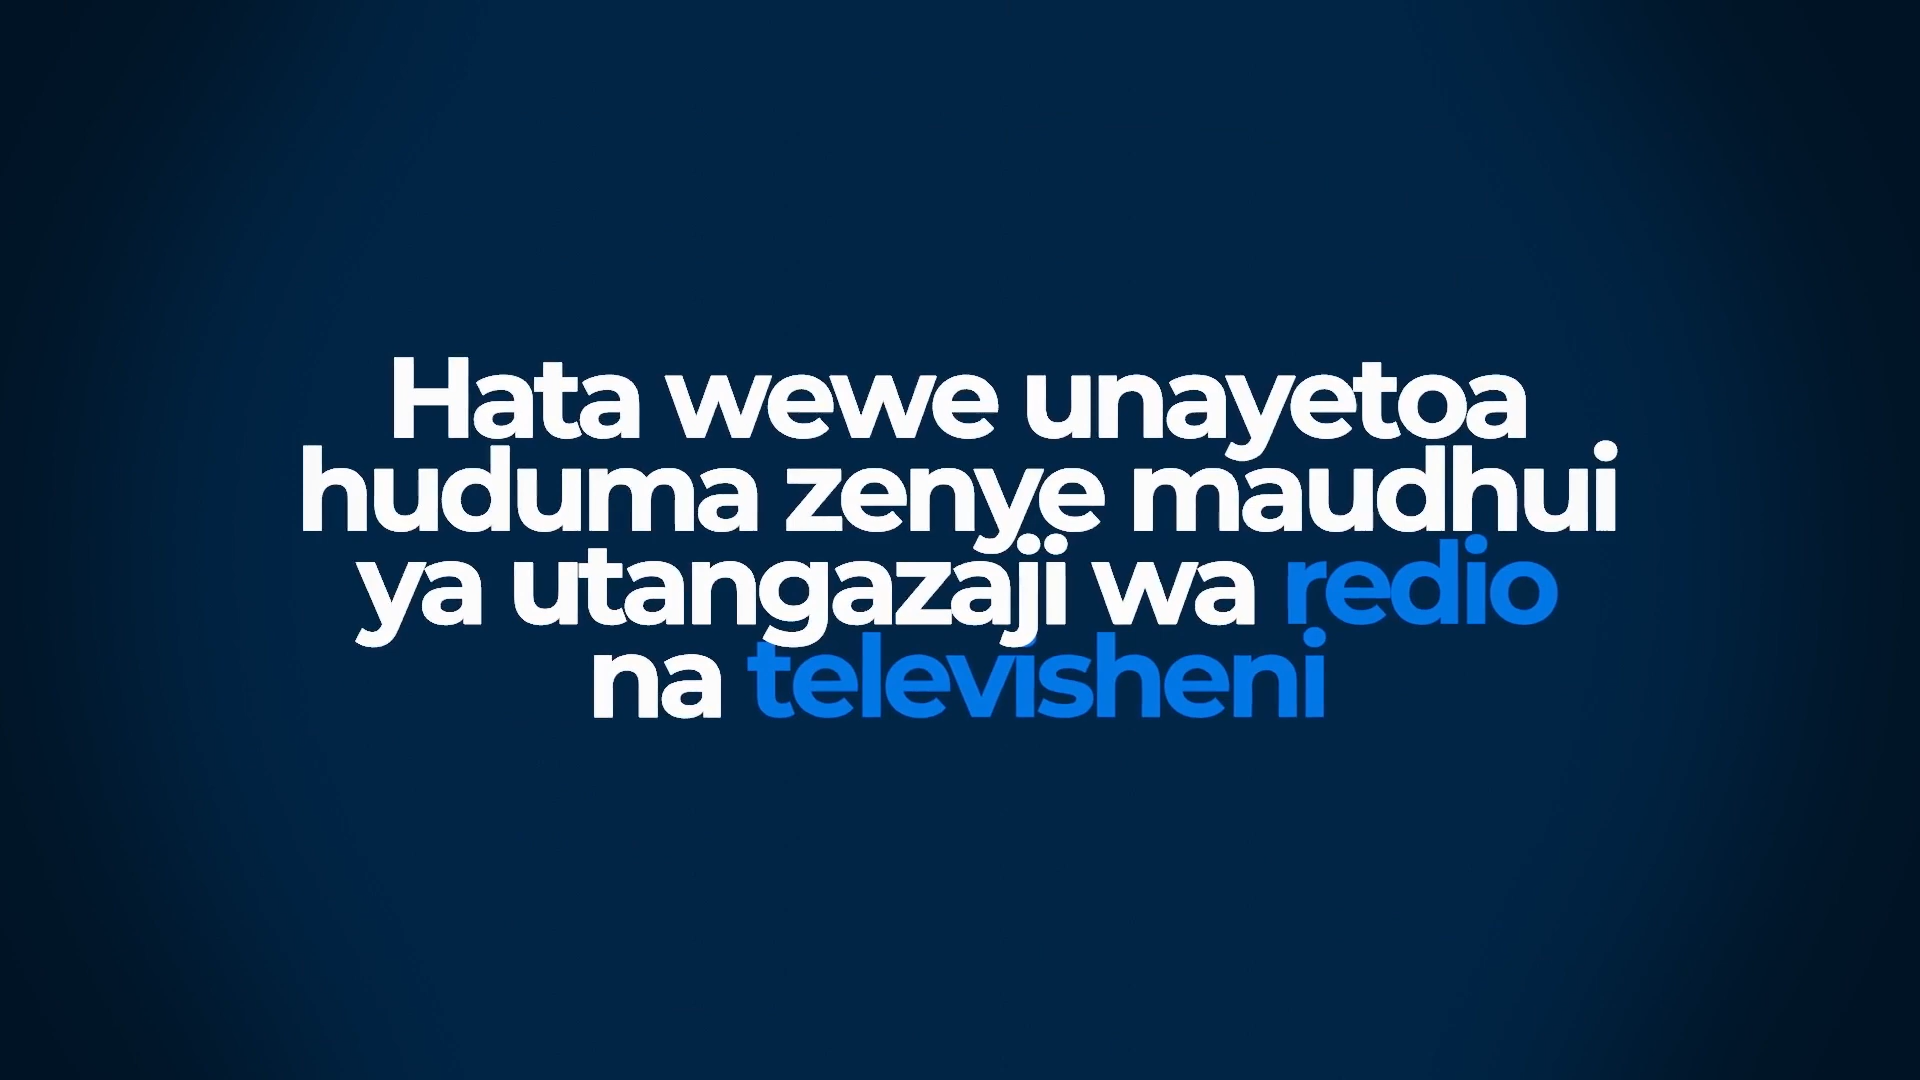 Hata wewe unayetoa
huduma zenye maudhui
ya utangazaji wa redio
na televisheni